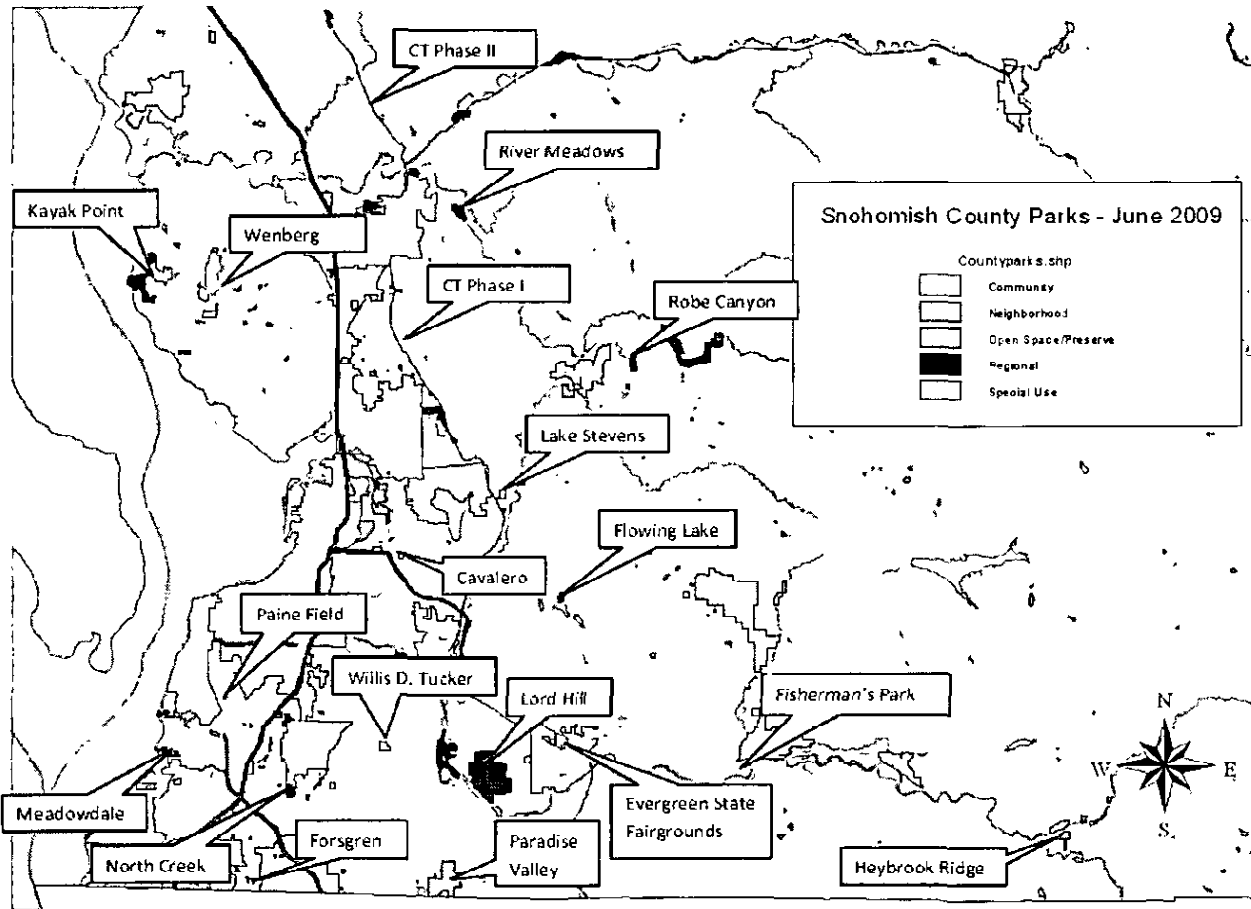 CT Phase II
River Meadows
Kayak Point
Wenberg
Snohomish County Parks - June 2009
Countyparks.shp
Community
Neighborhood
Open Space/Preserve
Regional
Special Use
CT Phase I
Robe Canyon
Lake Stevens
Flowing Lake
Cavalero
Paine Field
Willis D. Tucker
Lord Hill
Fisherman's Park
N
W
E
S
Meadowdale
North Creek
Forsgren
Paradise
Valley
Evergreen State
Fairgrounds
Heybrook Ridge